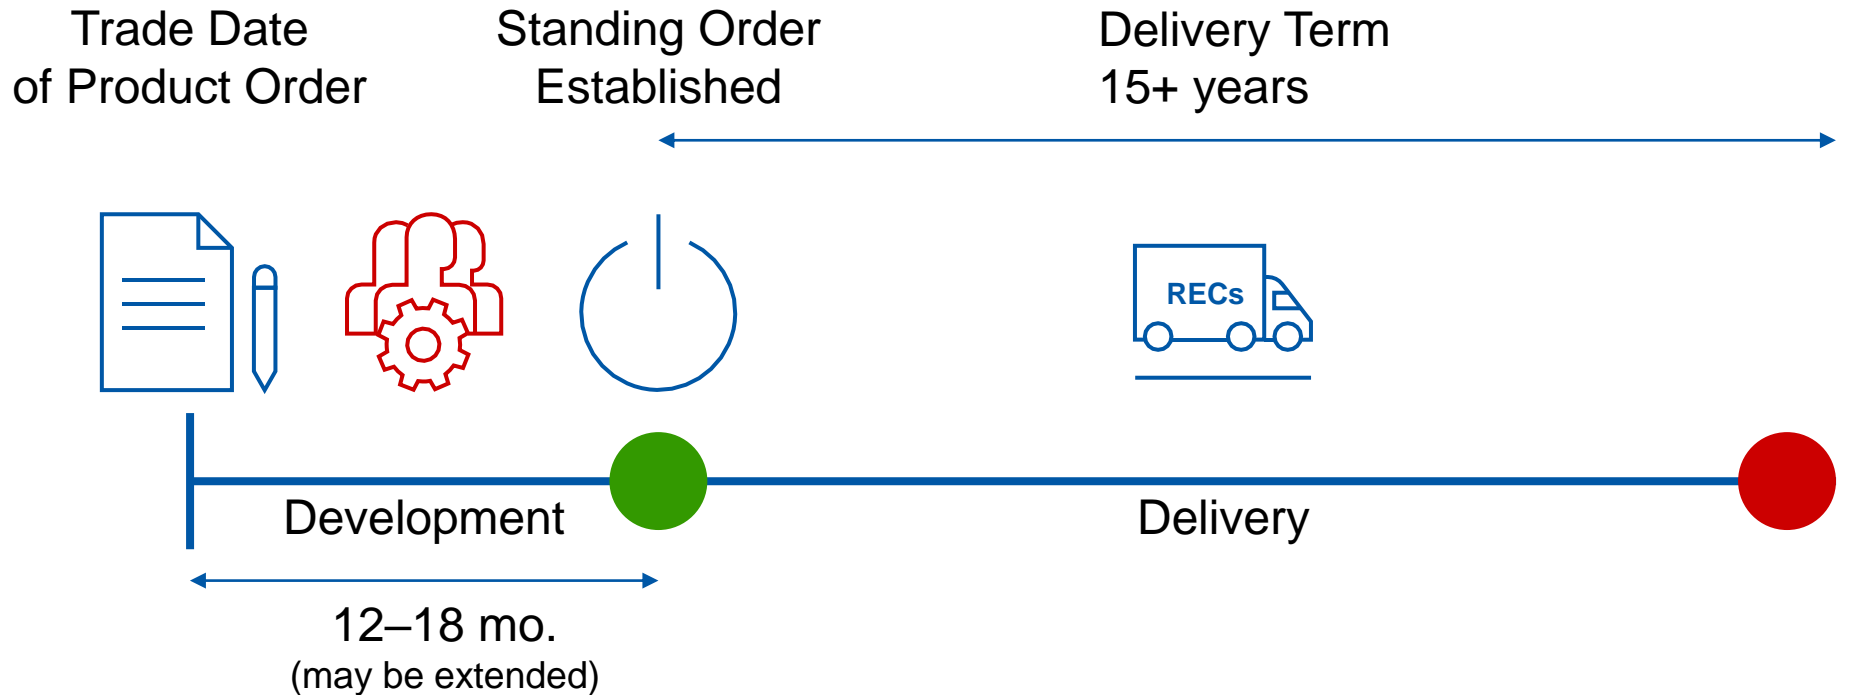 Trade Date
of Product Order
Standing Order
Established
Delivery Term
15+ years
RECs
Development
Delivery
12–18 mo.
(may be extended)